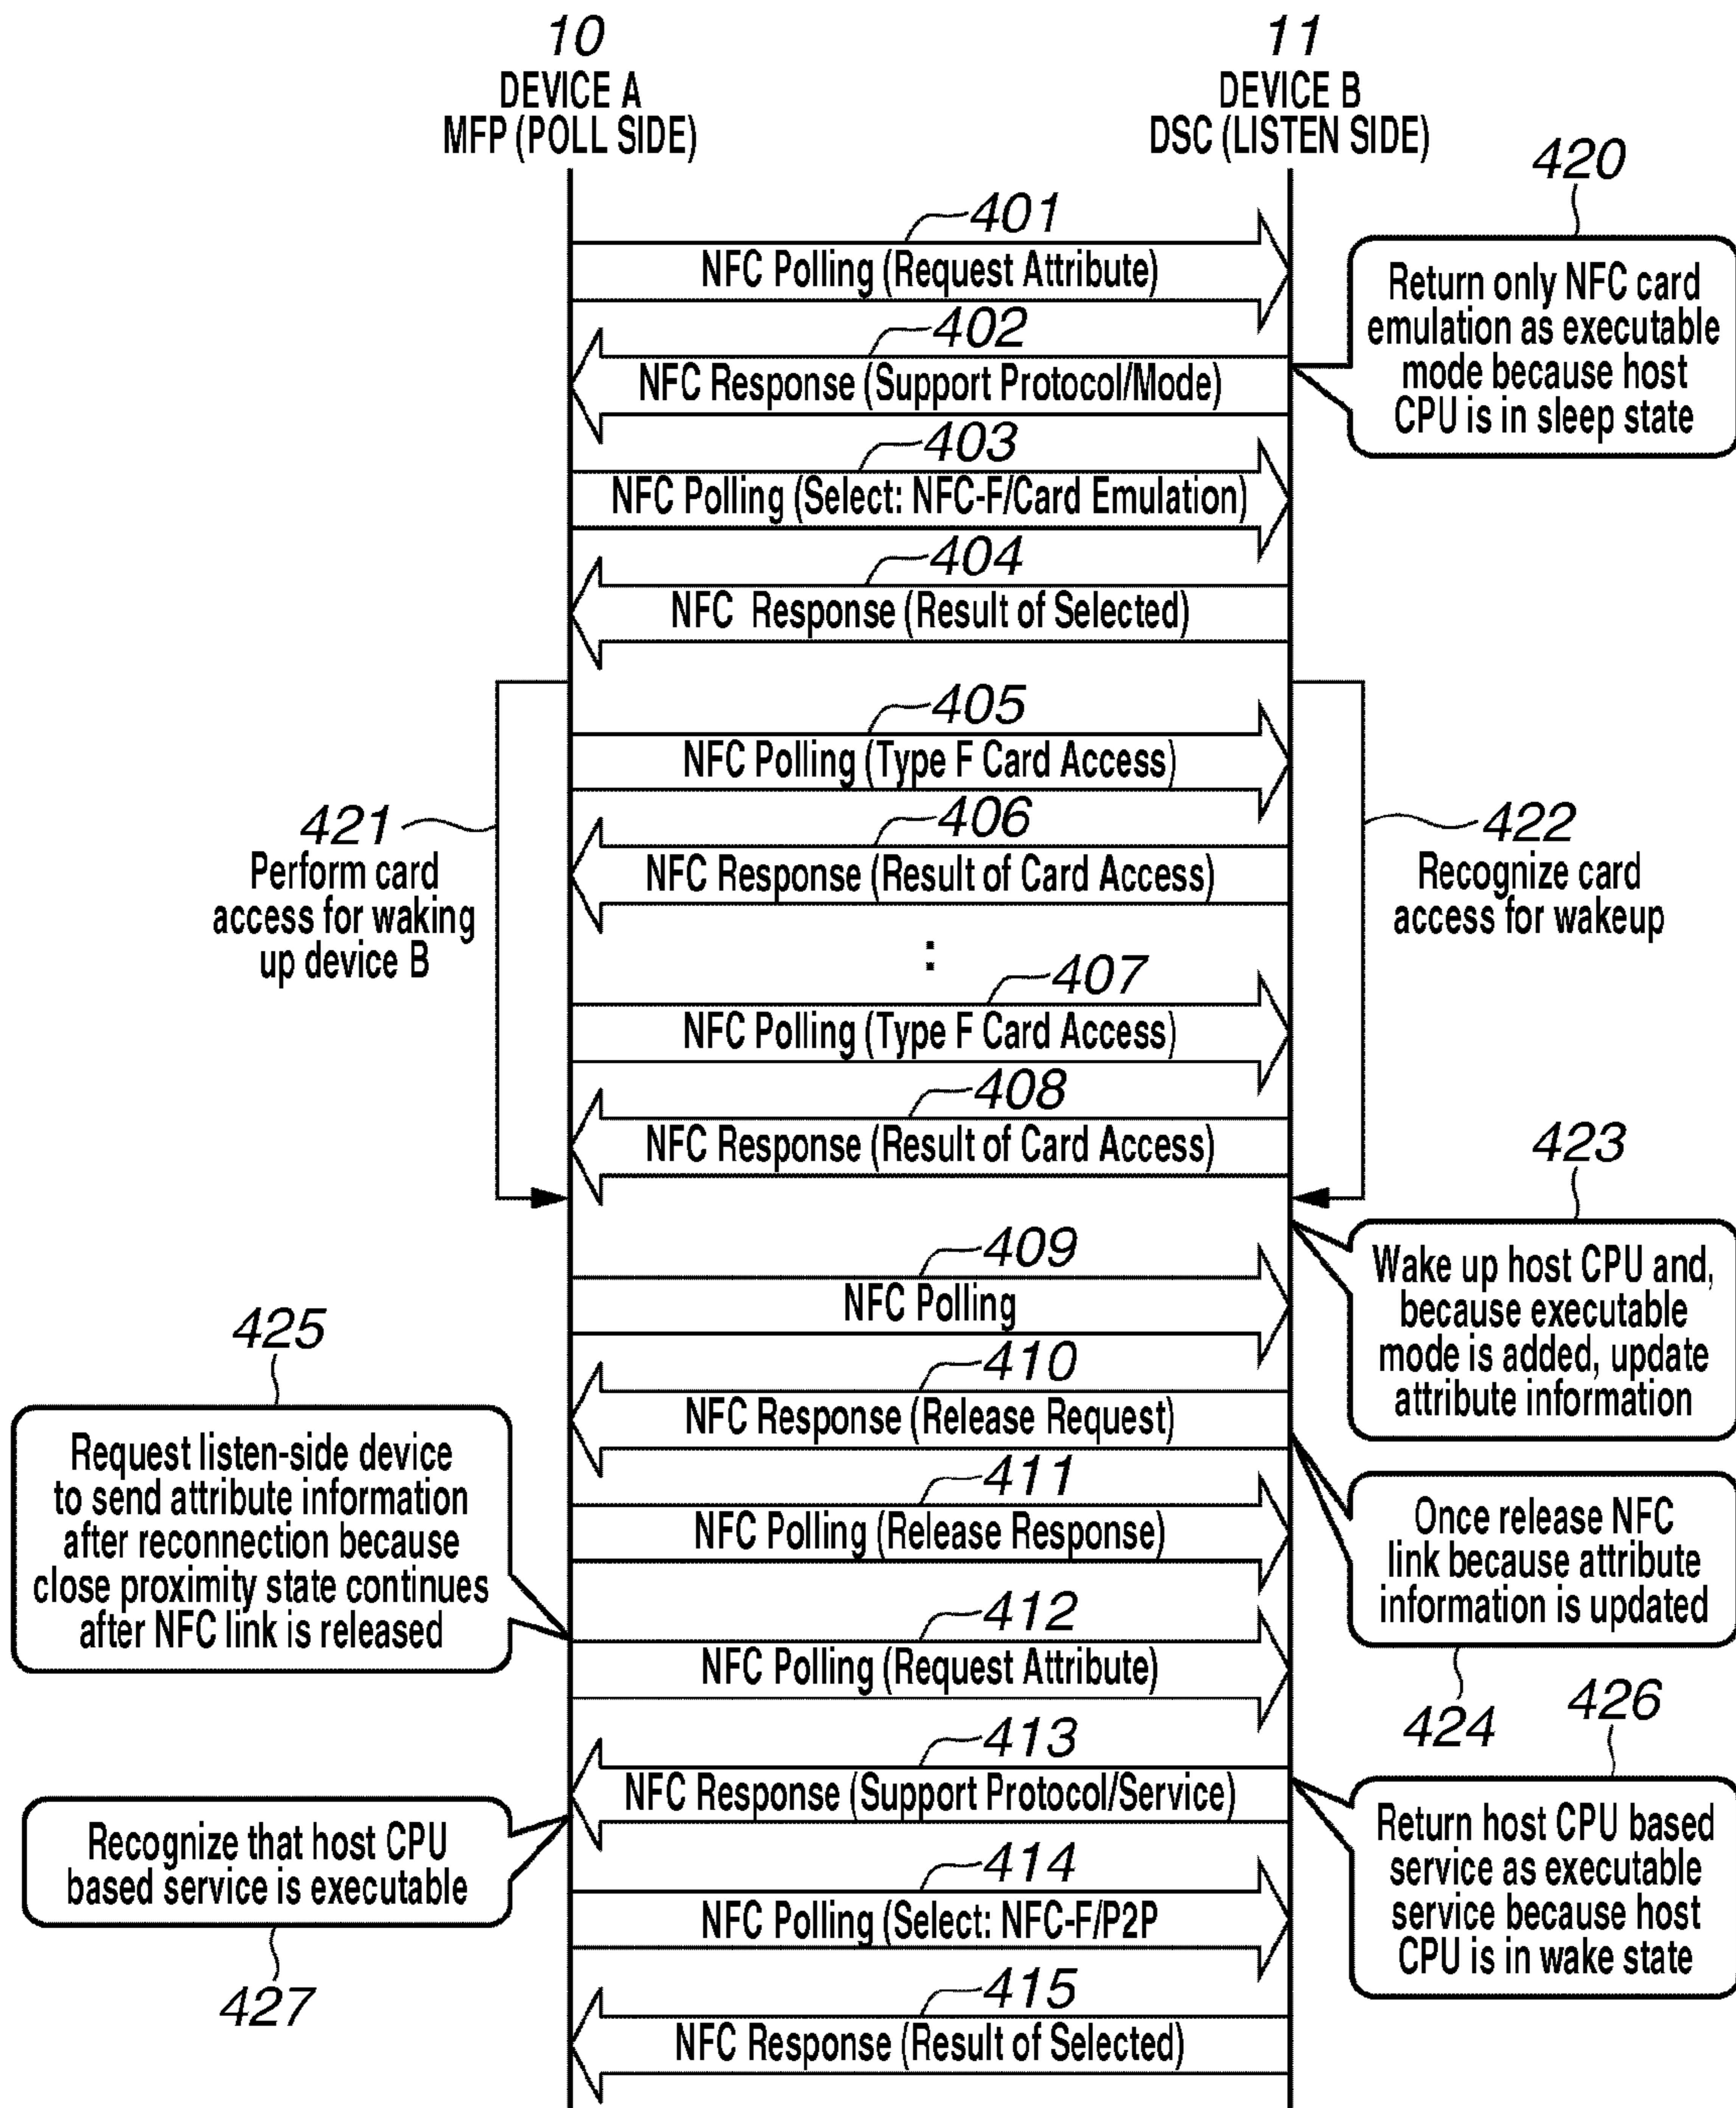 10
DEVICE A
MFP (POLL SIDE)
11
DEVICE B
DSC (LISTEN SIDE)
401
NFC Polling (Request Attribute)
420
Return only NFC card
emulation as executable
mode because host
CPU is in sleep state
402
NFC Response (Support Protocol/Mode)
403
NFC Polling (Select: NFC-F/Card Emulation)
404
NFC Response (Result of Selected)
405
NFC Polling (Type F Card Access)
421
Perform card
access for waking
up device B
406
NFC Response (Result of Card Access)
422
Recognize card
access for wakeup
:
407
NFC Polling (Type F Card Access)
408
NFC Response (Result of Card Access)
423
Wake up host CPU and,
because executable
mode is added, update
attribute information
409
NFC Polling
425
Request listen-side device
to send attribute information
after reconnection because
close proximity state continues
after NFC link is released
410
NFC Response (Release Request)
411
NFC Polling (Release Response)
Once release NFC
link because attribute
information is updated
424
412
NFC Polling (Request Attribute)
426
Return host CPU based
service as executable
service because host
CPU is in wake state
413
NFC Response (Support Protocol/Service)
Recognize that host CPU
based service is executable
427
414
NFC Polling (Select: NFC-F/P2P
415
NFC Response (Result of Selected)